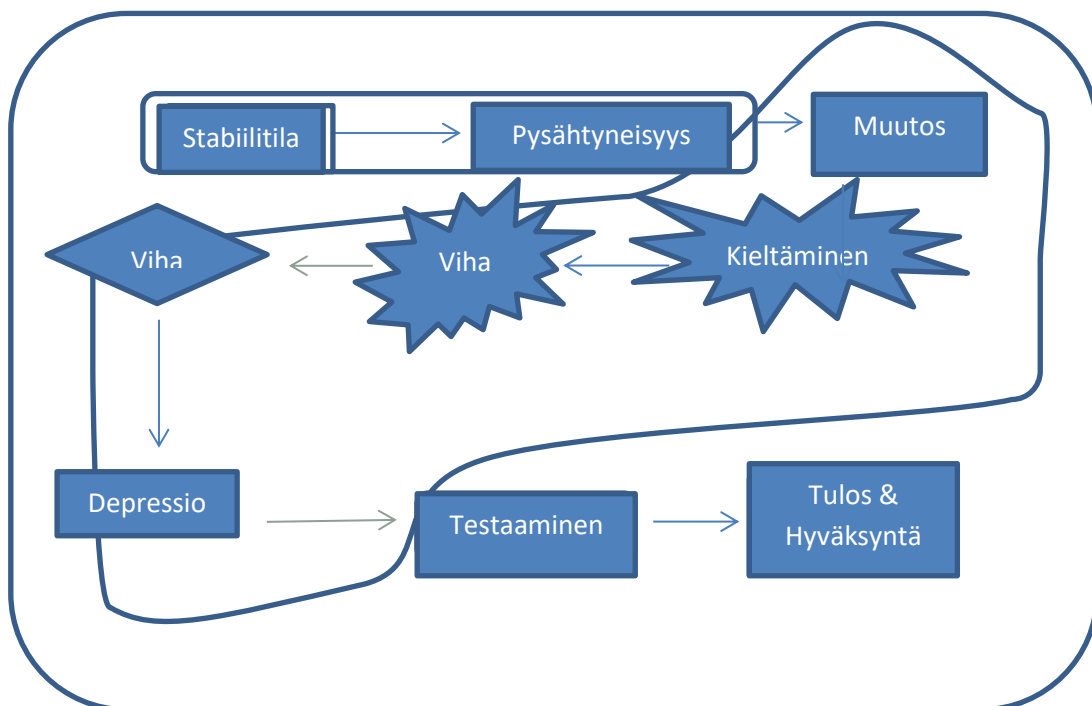 Stabiilitila
Pysähtyneisyys
Muutos
Kieltäminen
Viha
Viha
Depressio
Testaaminen
Tulos &
Hyväksyntä